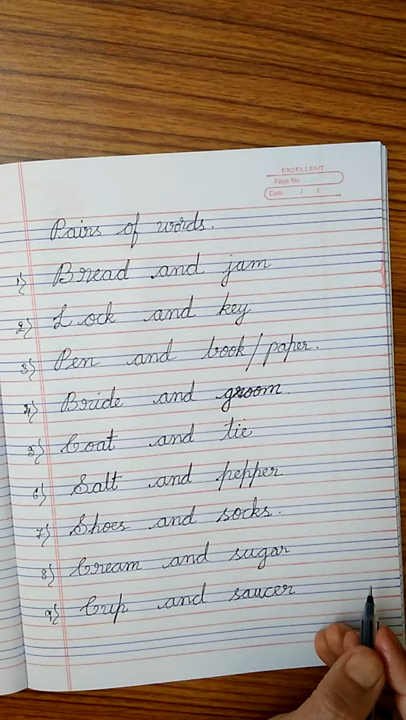 EXCELLENT
Page No.
Date : / /
Pairs of words.
1) Bread and jam
2) Lock and key
3) Pen and book/paper.
4) Bride and groom.
5) Coat and tie
6) Salt and pepper
7) Shoes and socks.
8) Cream and sugar
9) Cup and saucer